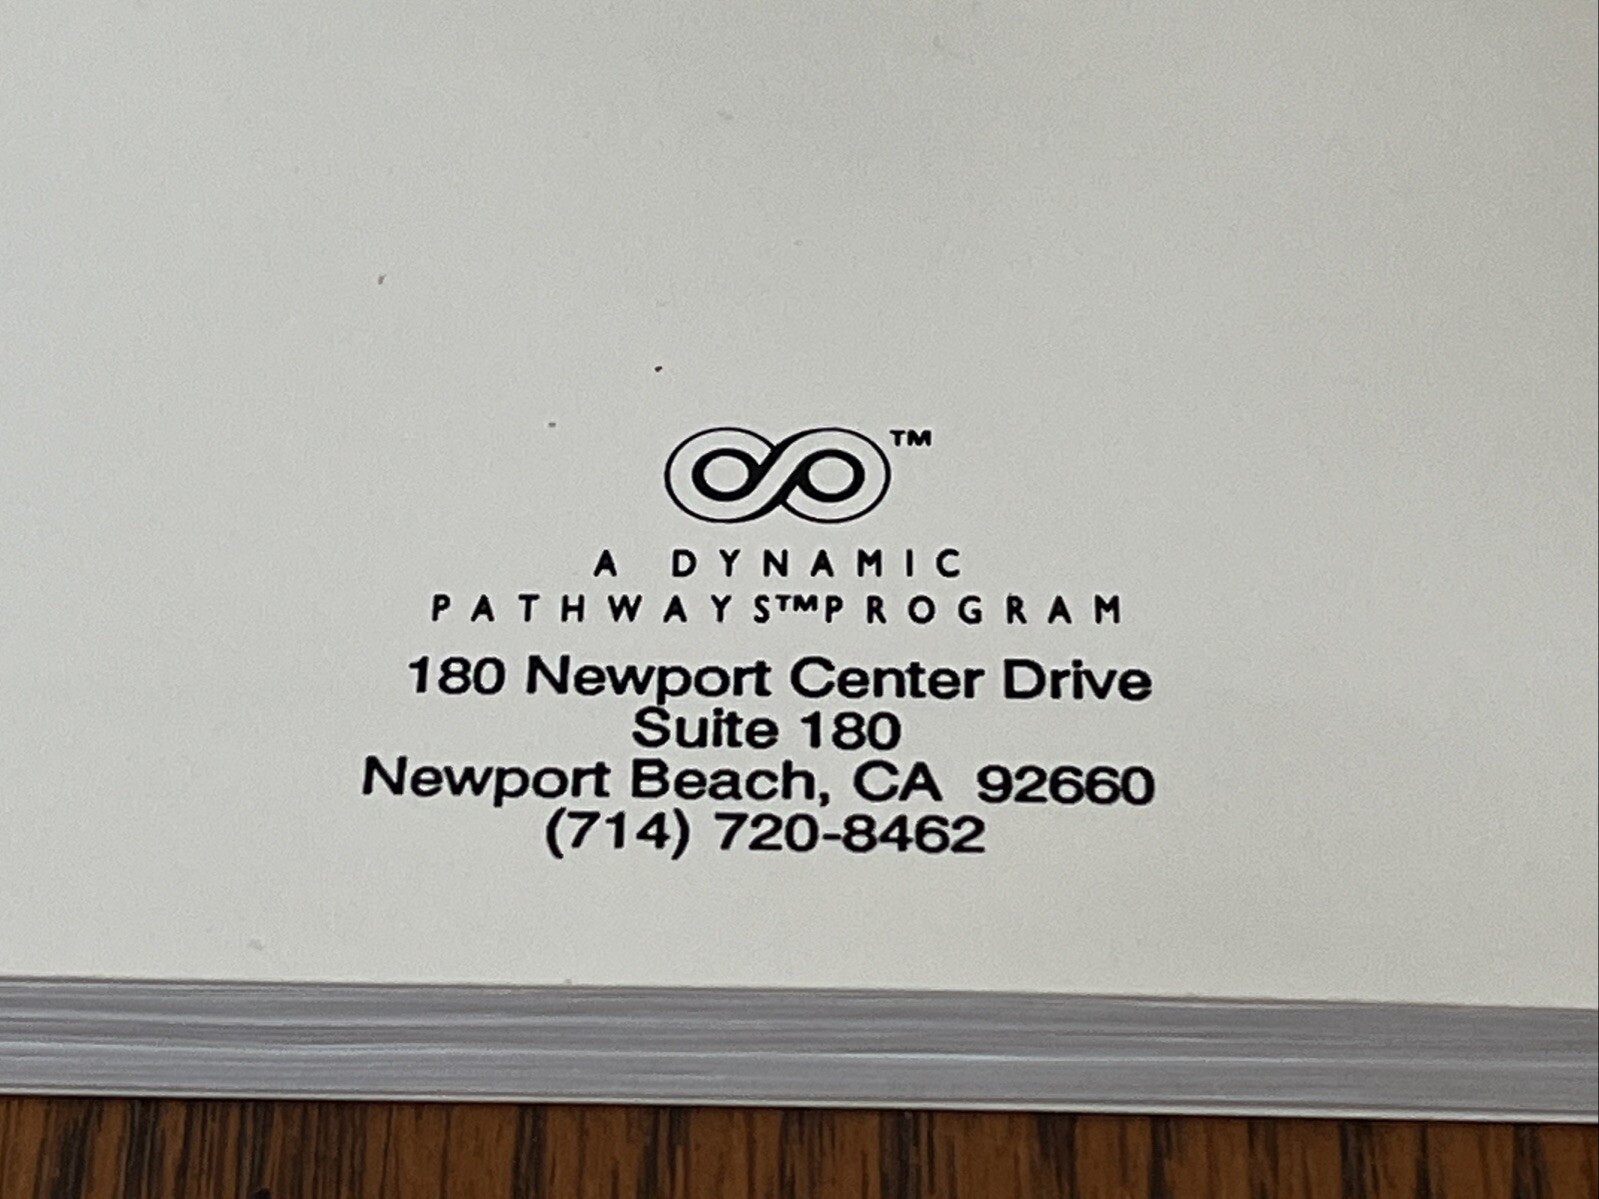 TM
A DYNAMIC
PATHWAYS™PROGRAM
180 Newport Center Drive
Suite 180
Newport Beach, CA  92660
(714) 720-8462